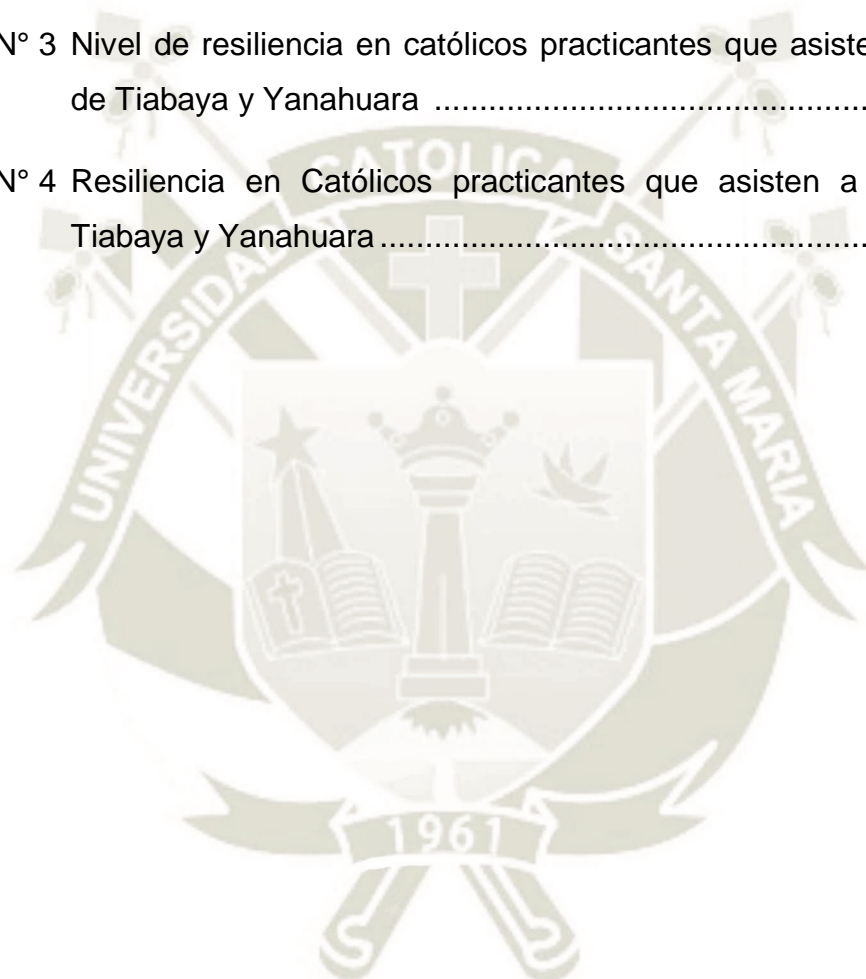 N° 3 Nivel de resiliencia en católicos practicantes que asiste
de Tiabaya y Yanahuara ................................................
N° 4 Resiliencia en Católicos practicantes que asisten a
Tiabaya y Yanahuara ......................................................
UNIVERSIDAD CATOLICA SANTA MARIA
1961